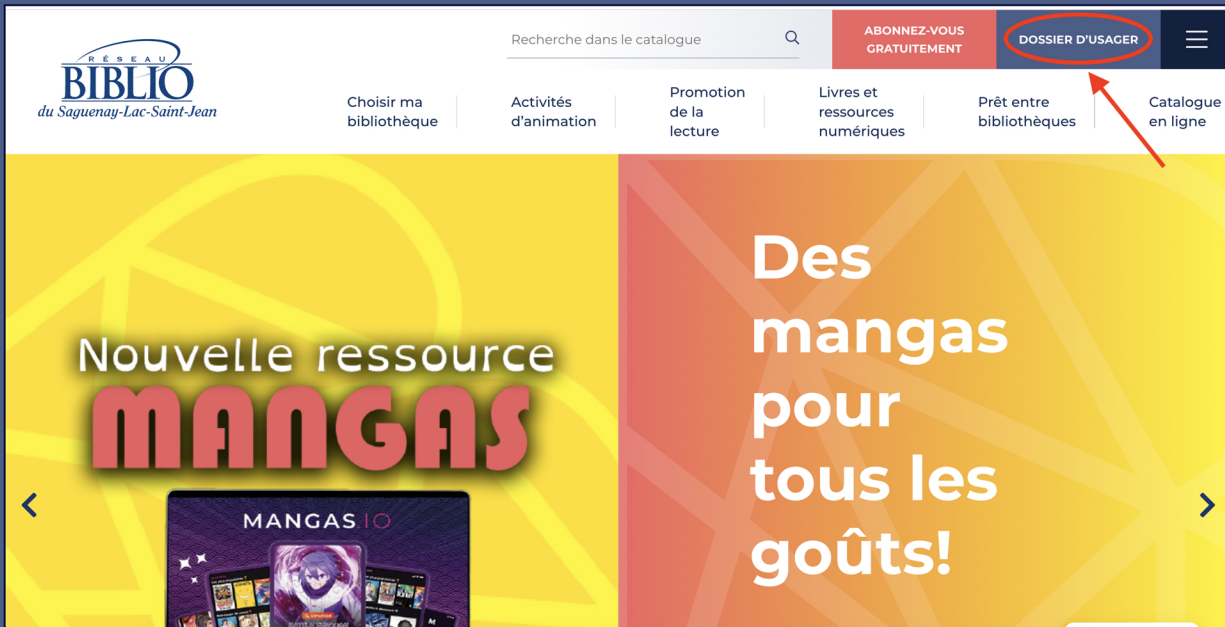 RÉSEAU
BIBLIO
du Saguenay-Lac-Saint-Jean
Recherche dans le catalogue
ABONNEZ-VOUS
GRATUITEMENT
DOSSIER D'USAGER
Choisir ma
bibliothèque
Activités
d'animation
Promotion
de la
lecture
Livres et
ressources
numériques
Prêt entre
bibliothèques
Catalogue
en ligne
Nouvelle ressource
MANGAS
MANGAS.IO
Des
mangas
pour
tous les
goûts!